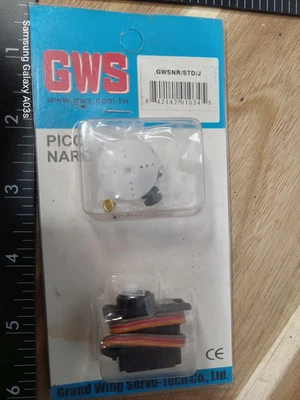 GWS
www.gws.com.tw
GWSNR/STD/J
PICO
NARO
CE
Grand Wing Servo-Tech Co., Ltd.
Samsung Galaxy A03s
2
3
4
5
6